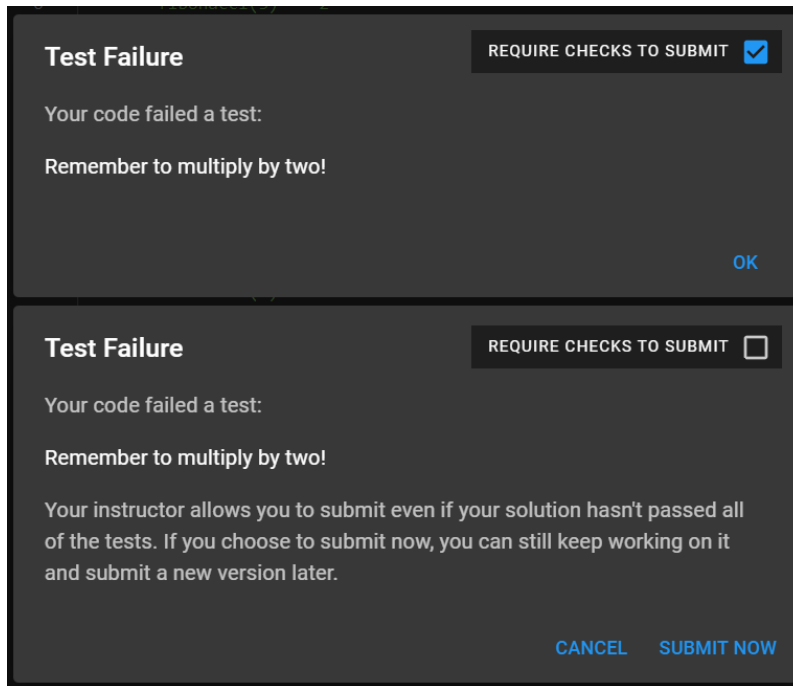 Test Failure
REQUIRE CHECKS TO SUBMIT
Your code failed a test:
Remember to multiply by two!
OK
Test Failure
REQUIRE CHECKS TO SUBMIT
Your code failed a test:
Remember to multiply by two!
Your instructor allows you to submit even if your solution hasn't passed all
of the tests. If you choose to submit now, you can still keep working on it
and submit a new version later.
CANCEL
SUBMIT NOW